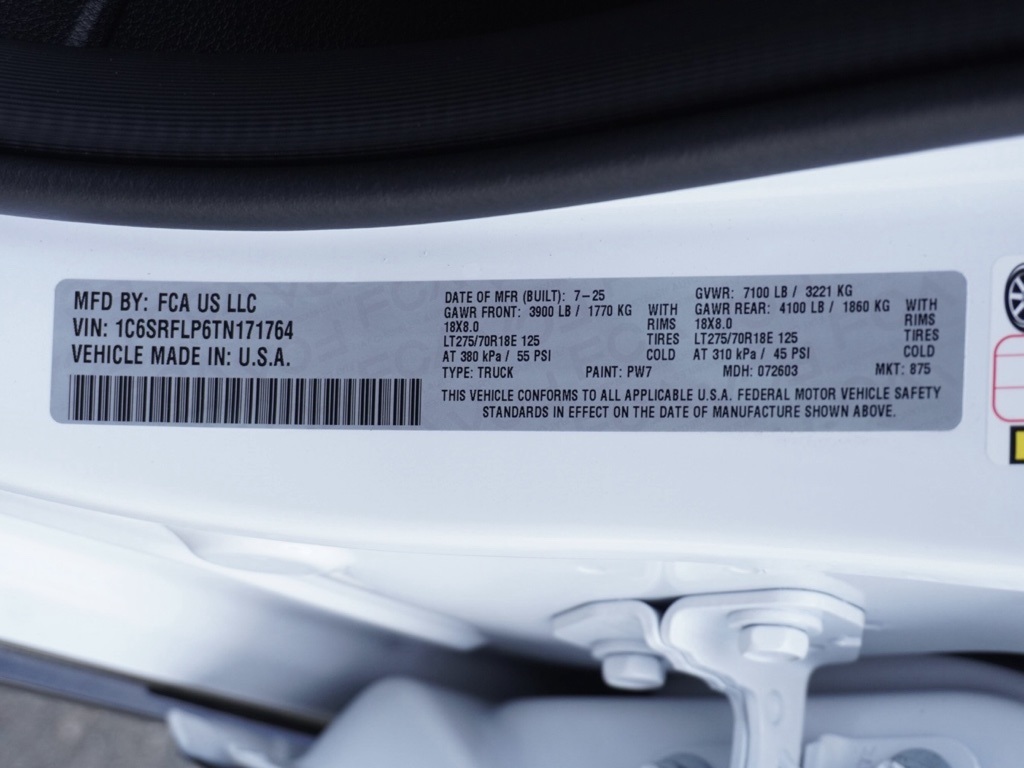 MFD BY: FCA US LLC
VIN: 1C6SRFLP6TN171764
VEHICLE MADE IN: U.S.A.
DATE OF MFR (BUILT): 7-25
GAWR FRONT: 3900 LB / 1770 KG WITH
18X8.0 RIMS
LT275/70R18E 125 TIRES
AT 380 kPa / 55 PSI COLD
TYPE: TRUCK PAINT: PW7
GVWR: 7100 LB / 3221 KG
GAWR REAR: 4100 LB / 1860 KG WITH
18X8.0 RIMS
LT275/70R18E 125 TIRES
AT 310 kPa / 45 PSI COLD
MDH: 072603 MKT: 875
THIS VEHICLE CONFORMS TO ALL APPLICABLE U.S.A. FEDERAL MOTOR VEHICLE SAFETY
STANDARDS IN EFFECT ON THE DATE OF MANUFACTURE SHOWN ABOVE.